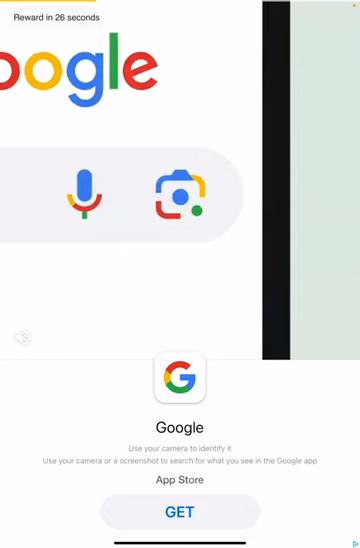 Reward in 26 seconds
oogle
Google
Use your camera to identify it
Use your camera or a screenshot to search for what you see in the Google app
App Store
GET